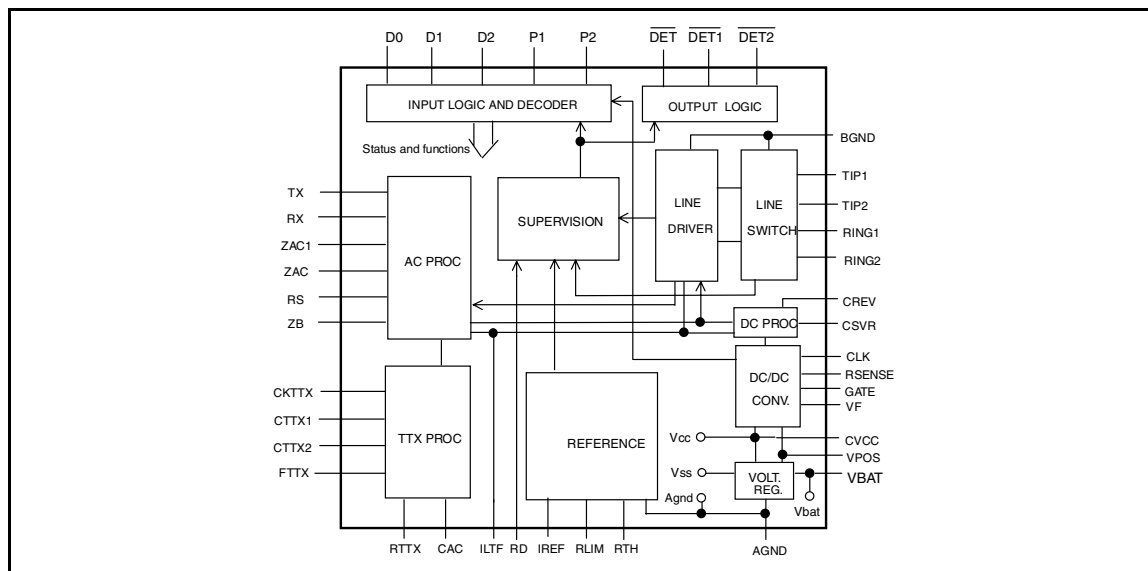 D0 D1 D2 P1 P2 DET DET1 DET2
INPUT LOGIC AND DECODER
OUTPUT LOGIC
Status and functions
BGND
TIP1
TIP2
RING1
RING2
CREV
CSVR
CLK
RSENSE
GATE
VF
CVCC
VPOS
VBAT
TX
RX
ZAC1
ZAC
RS
ZB
CKTTX
CTTX1
CTTX2
FTTX
AC PROC
SUPERVISION
LINE
DRIVER
LINE
SWITCH
DC PROC
DC/DC
CONV.
TTX PROC
REFERENCE
Vcc
Vss
Agnd
VOLT.
REG.
Vbat
RTTX CAC ILTF RD IREF RLIM RTH AGND